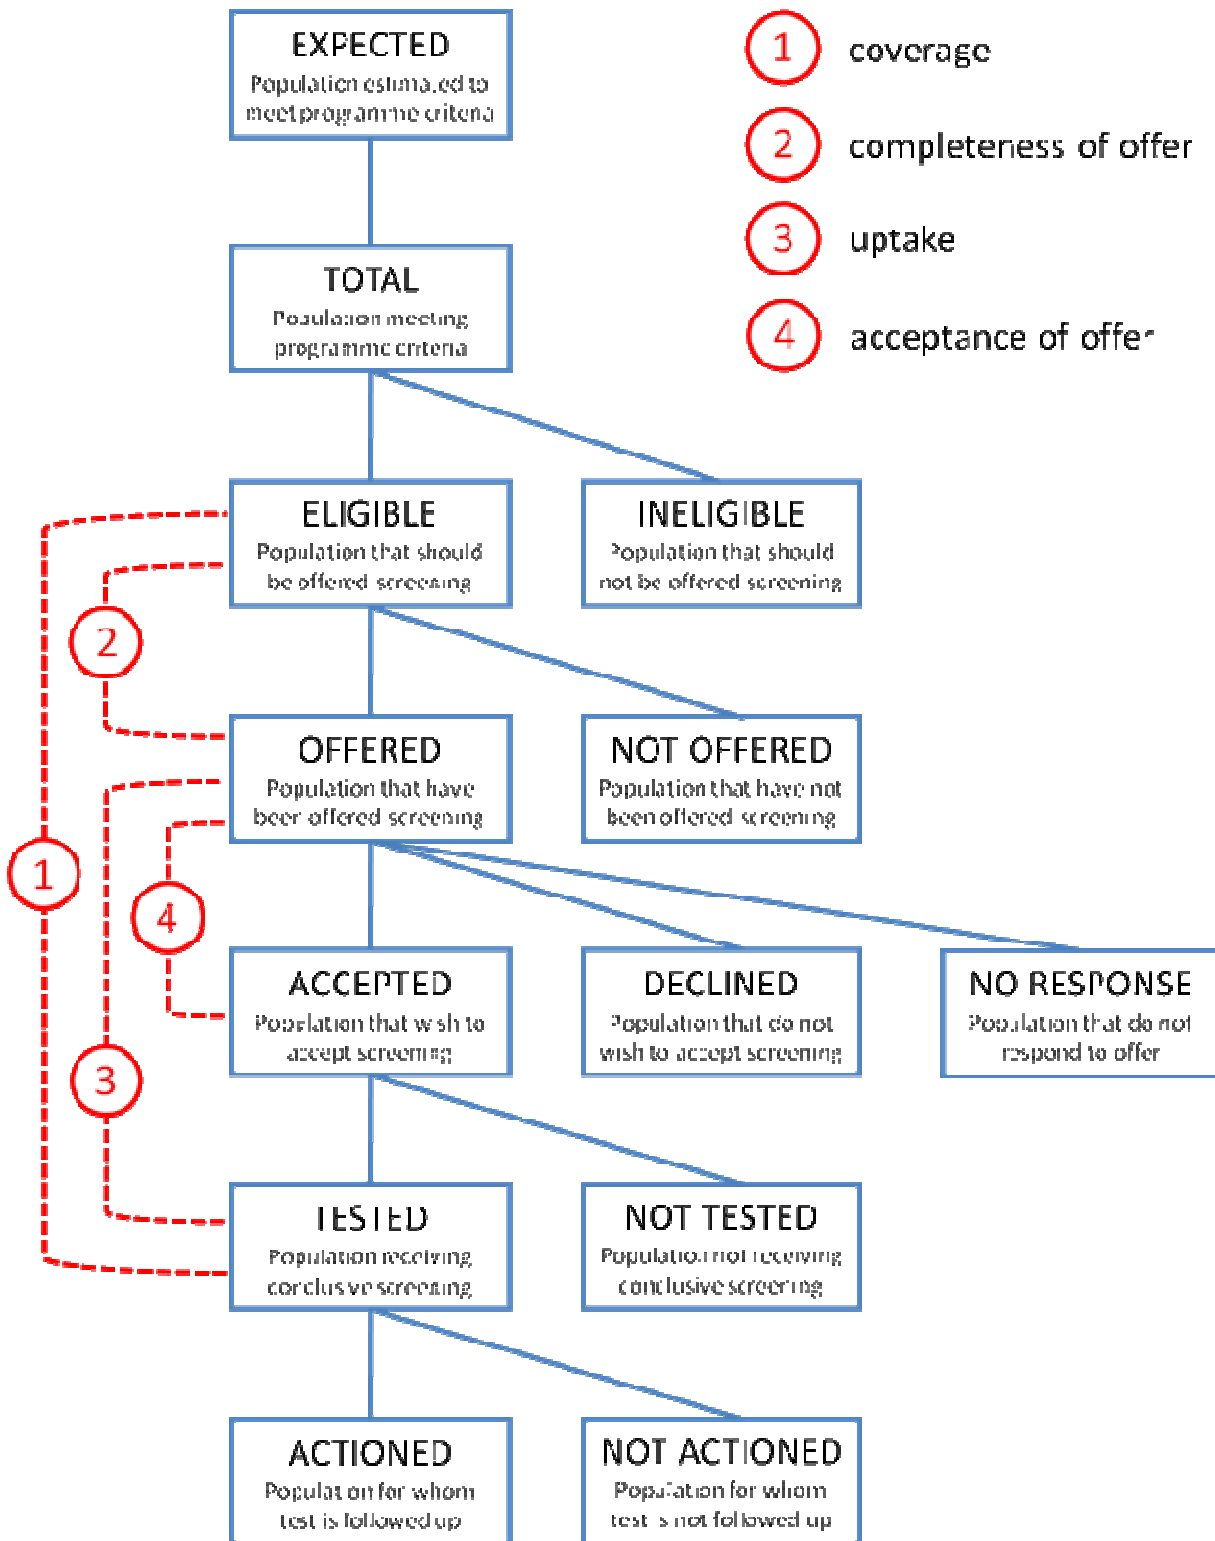 EXPECTED
Population estimated to
meet programme criteria
1 coverage
2 completeness of offer
3 uptake
4 acceptance of offer
TOTAL
Population meeting
programme criteria
ELIGIBLE
Population that should
be offered screening
INELIGIBLE
Population that should
not be offered screening
2
OFFERED
Population that have
been offered screening
NOT OFFERED
Population that have not
been offered screening
1
4
ACCEPTED
Population that wish to
accept screening
DECLINED
Population that do not
wish to accept screening
NO RESPONSE
Population that do not
respond to offer
3
TESTED
Population receiving
conclusive screening
NOT TESTED
Population not receiving
conclusive screening
ACTIONED
Population for whom
test is followed up
NOT ACTIONED
Population for whom
test is not followed up